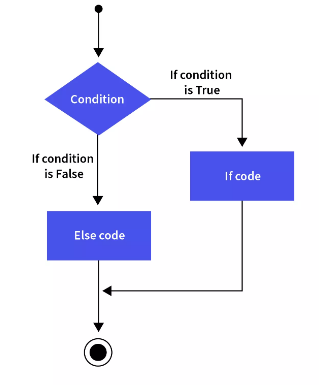 If condition
is True
Condition
If condition
is False
If code
Else code